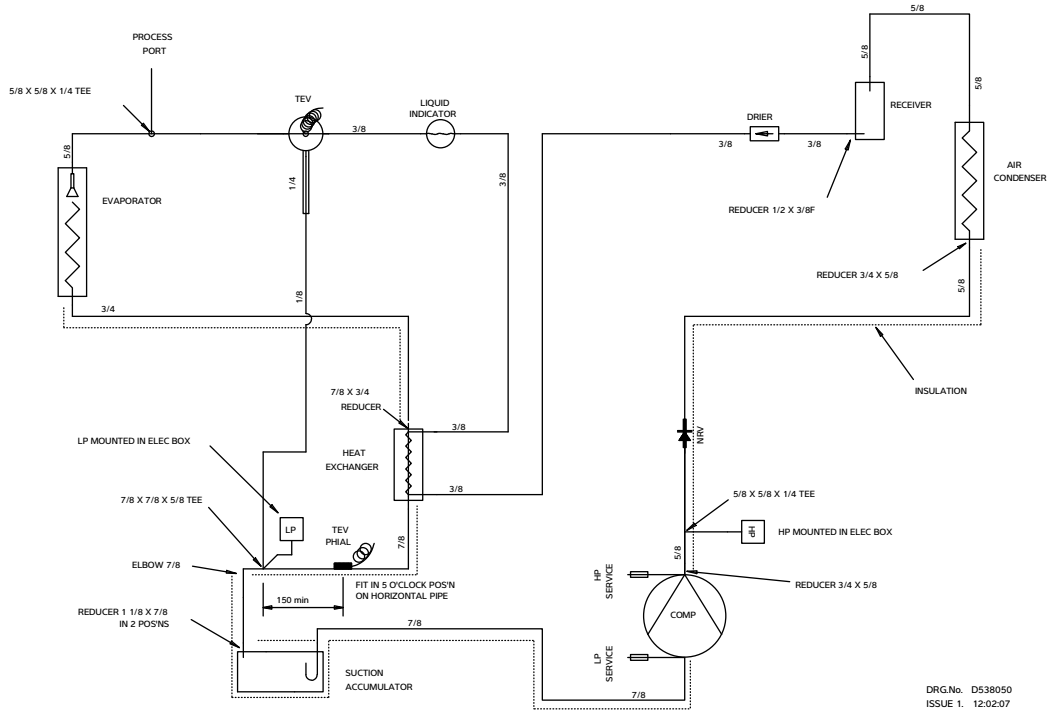 5/8
PROCESS
PORT
5/8
5/8
5/8 X 5/8 X 1/4 TEE
TEV
LIQUID
INDICATOR
RECEIVER
DRIER
3/8
3/8
3/8
5/8
AIR
CONDENSER
1/4
3/8
EVAPORATOR
REDUCER 1/2 X 3/8F
REDUCER 3/4 X 5/8
5/8
1/8
3/4
INSULATION
7/8 X 3/4
REDUCER
3/8
NRV
LP MOUNTED IN ELEC BOX
HEAT
EXCHANGER
3/8
7/8 X 7/8 X 5/8 TEE
5/8 X 5/8 X 1/4 TEE
LP
TEV
PHIAL
7/8
HP
HP MOUNTED IN ELEC BOX
5/8
ELBOW 7/8
FIT IN 5 O'CLOCK POS'N
ON HORIZONTAL PIPE
HP
SERVICE
REDUCER 3/4 X 5/8
150 min
REDUCER 1 1/8 X 7/8
IN 2 POS'NS
7/8
COMP
LP
SERVICE
SUCTION
ACCUMULATOR
7/8
DRG.No. D538050
ISSUE 1. 12:02:07